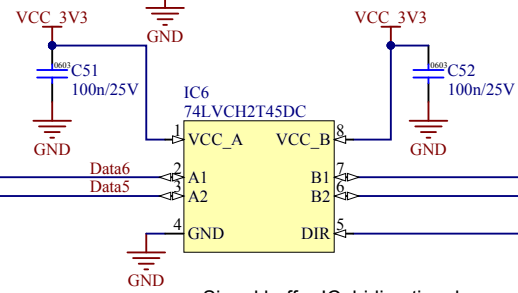 VCC_3V3
GND
VCC_3V3
0603 C51
100n/25V
0603 C52
100n/25V
IC6
74LVCH2T45DC
GND
GND
1 VCC_A
VCC_B 8
Data6
2 A1
B1 7
Data5
3 A2
B2 6
4 GND
DIR 5
GND